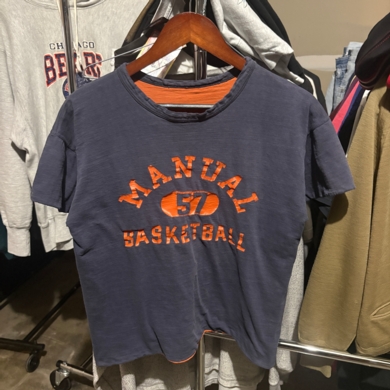 CHICAGO
BEARS
MANUAL
57
BASKETBALL